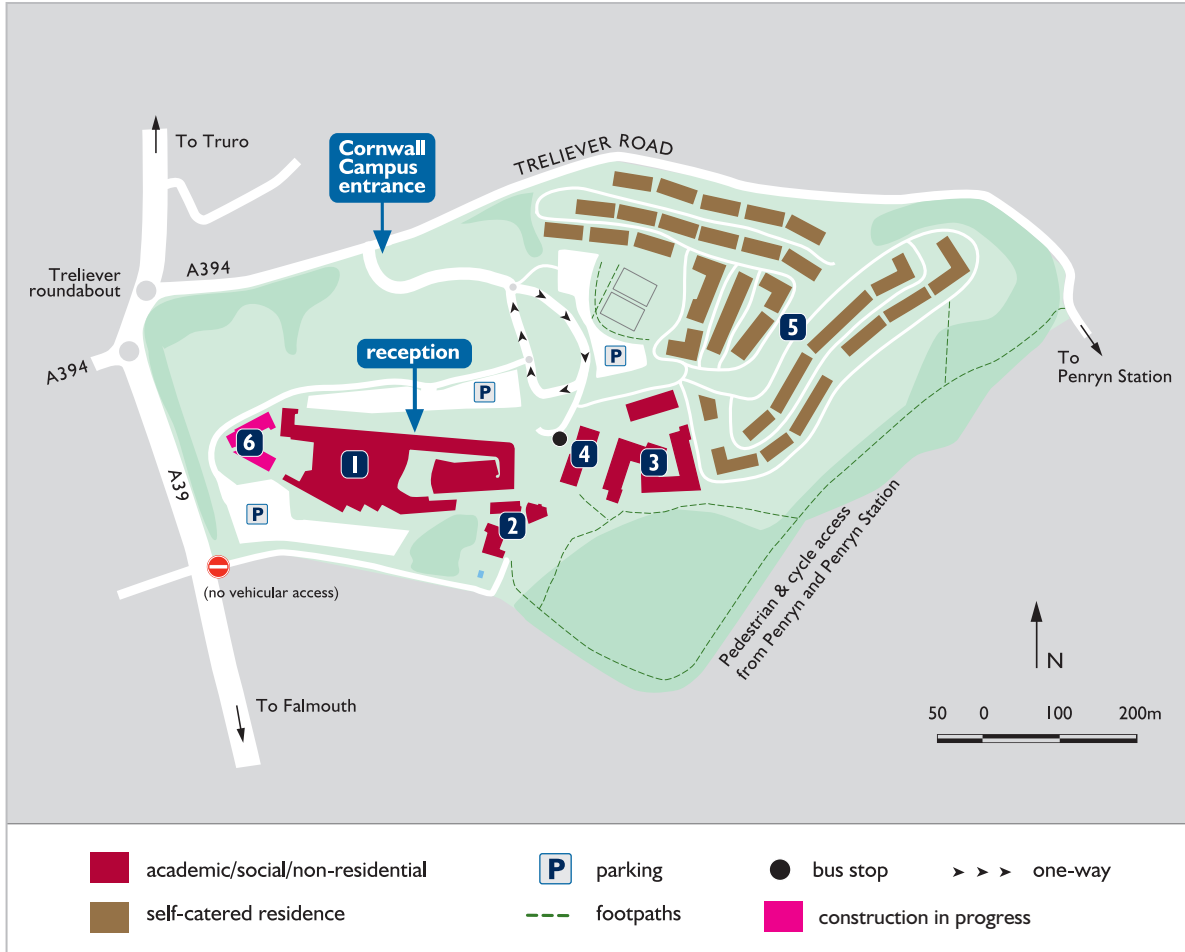 To Truro
Cornwall
Campus
entrance
TRELIEVER ROAD
Treliever
roundabout
A394
A394
reception
P
P
P
5
To
Penryn Station
6
1
4
3
2
A39
(no vehicular access)
Pedestrian & cycle access
from Penryn and Penryn Station
To Falmouth
N
50 0 100 200m
academic/social/non-residential
P parking
bus stop
one-way
self-catered residence
footpaths
construction in progress